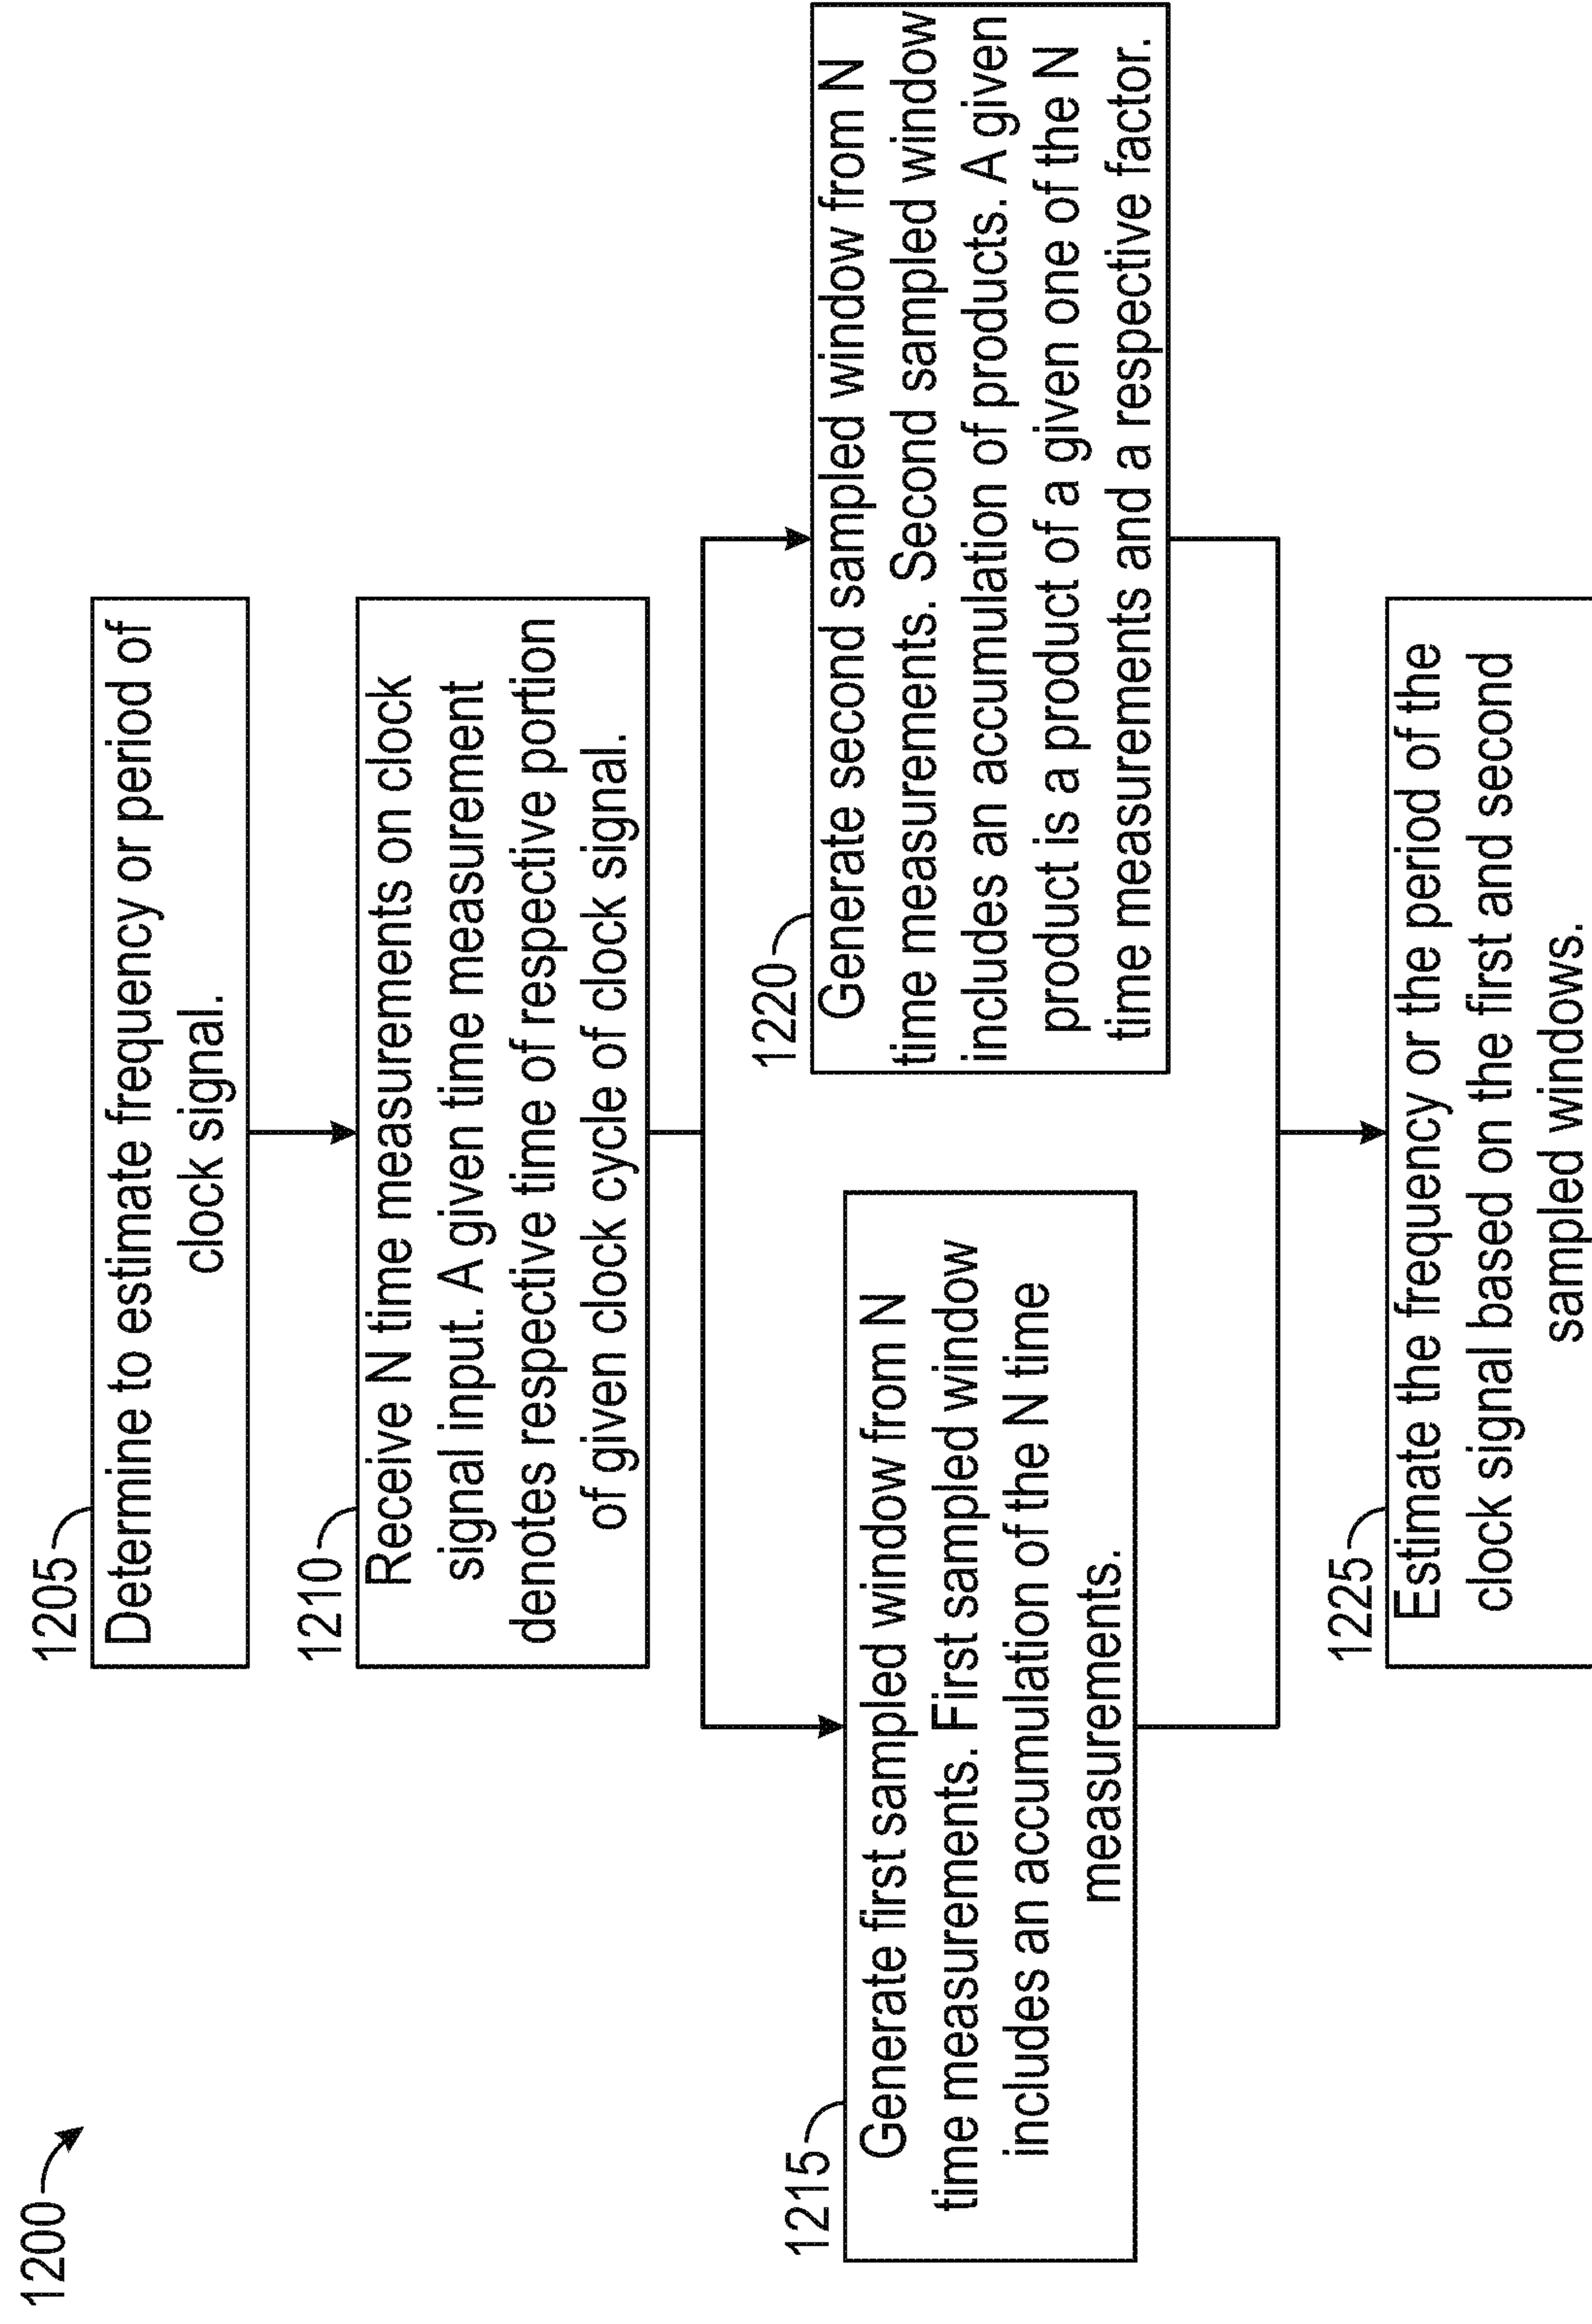 1200
1205
Determine to estimate frequency or period of
clock signal.
1210
Receive N time measurements on clock
signal input. A given time measurement
denotes respective time of respective portion
of given clock cycle of clock signal.
1215
Generate first sampled window from N
time measurements. First sampled window
includes an accumulation of the N time
measurements.
1220
Generate second sampled window from N
time measurements. Second sampled window
includes an accumulation of products. A given
product is a product of a given one of the N
time measurements and a respective factor.
1225
Estimate the frequency or the period of the
clock signal based on the first and second
sampled windows.